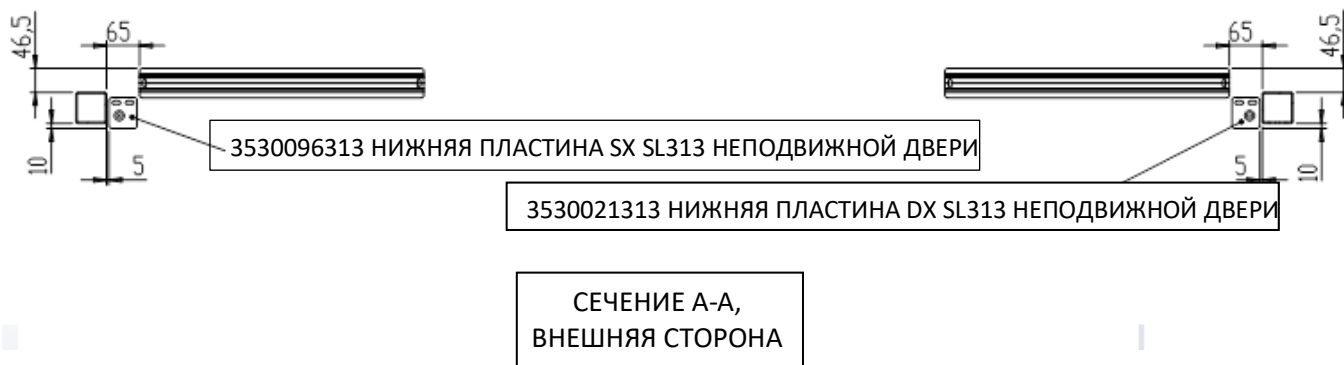 46,5
65
65
46,5
3530096313 НИЖНЯЯ ПЛАСТИНА SX SL313 НЕПОДВИЖНОЙ ДВЕРИ
10
5
5
10
3530021313 НИЖНЯЯ ПЛАСТИНА DX SL313 НЕПОДВИЖНОЙ ДВЕРИ
СЕЧЕНИЕ А-А,
ВНЕШНЯЯ СТОРОНА